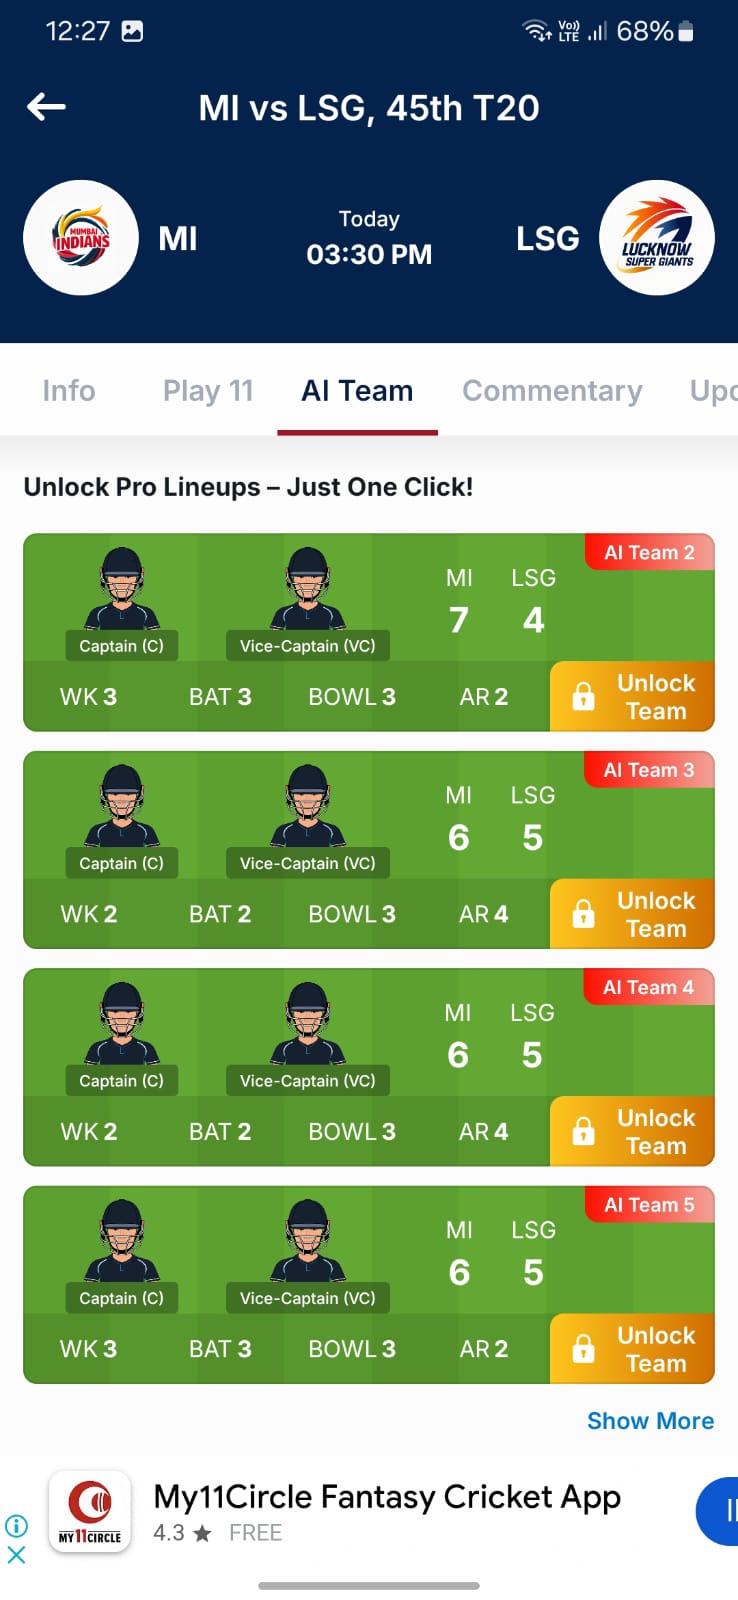 12:27
Vo))
LTE
68%
MI vs LSG, 45th T20
MUMBAI
INDIANS
MI
Today
03:30 PM
LSG
LUCKNOW
SUPER GIANTS
Info Play 11 AI Team Commentary Upc
Unlock Pro Lineups – Just One Click!
AI Team 2
MI LSG
7 4
Captain (C) Vice-Captain (VC)
WK 3 BAT 3 BOWL 3 AR 2
Unlock
Team
AI Team 3
MI LSG
6 5
Captain (C) Vice-Captain (VC)
WK 2 BAT 2 BOWL 3 AR 4
Unlock
Team
AI Team 4
MI LSG
6 5
Captain (C) Vice-Captain (VC)
WK 2 BAT 2 BOWL 3 AR 4
Unlock
Team
AI Team 5
MI LSG
6 5
Captain (C) Vice-Captain (VC)
WK 3 BAT 3 BOWL 3 AR 2
Unlock
Team
Show More
MY11CIRCLE
My11Circle Fantasy Cricket App
4.3 ★ FREE